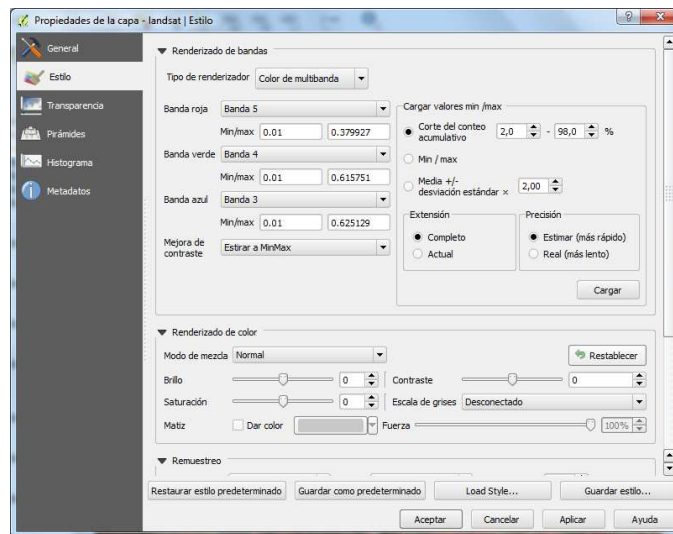 Propiedades de la capa - landsat | Estilo
General
Estilo
Transparencia
Pirámides
Histograma
Metadatos
Renderizado de bandas
Tipo de renderizador Color de multibanda
Banda roja Banda 5
Min/max 0.01 0.379927
Banda verde Banda 4
Min/max 0.01 0.615751
Banda azul Banda 3
Min/max 0.01 0.625129
Mejora de contraste Estirar a MinMax
Cargar valores min /max
Corte del conteo acumulativo 2,0 - 98,0 %
Min / max
Media +/- desviación estándar × 2,00
Extensión
Completo
Actual
Precisión
Estimar (más rápido)
Real (más lento)
Cargar
Renderizado de color
Modo de mezcla Normal
Restablecer
Brillo 0 Contraste 0
Saturación 0 Escala de grises Desconectado
Matiz Dar color Fuerza 100%
Remuestreo
Restaurar estilo predeterminado Guardar como predeterminado Load Style... Guardar estilo...
Aceptar Cancelar Aplicar Ayuda